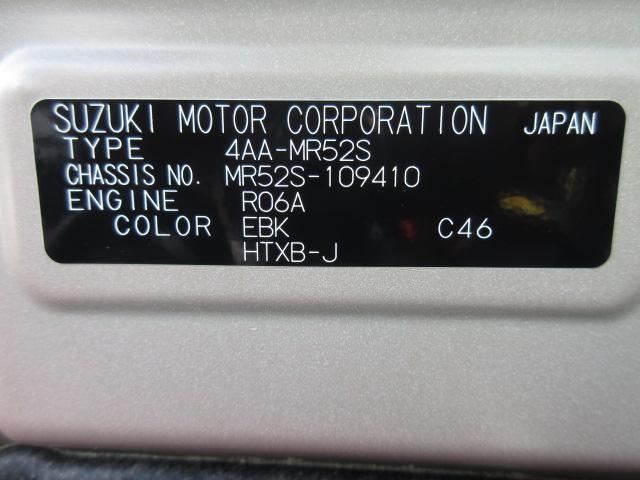 SUZUKI MOTOR CORPORATION JAPAN
TYPE 4AA-MR52S
CHASSIS NO. MR52S-109410
ENGINE R06A
COLOR EBK C46
HTXB-J